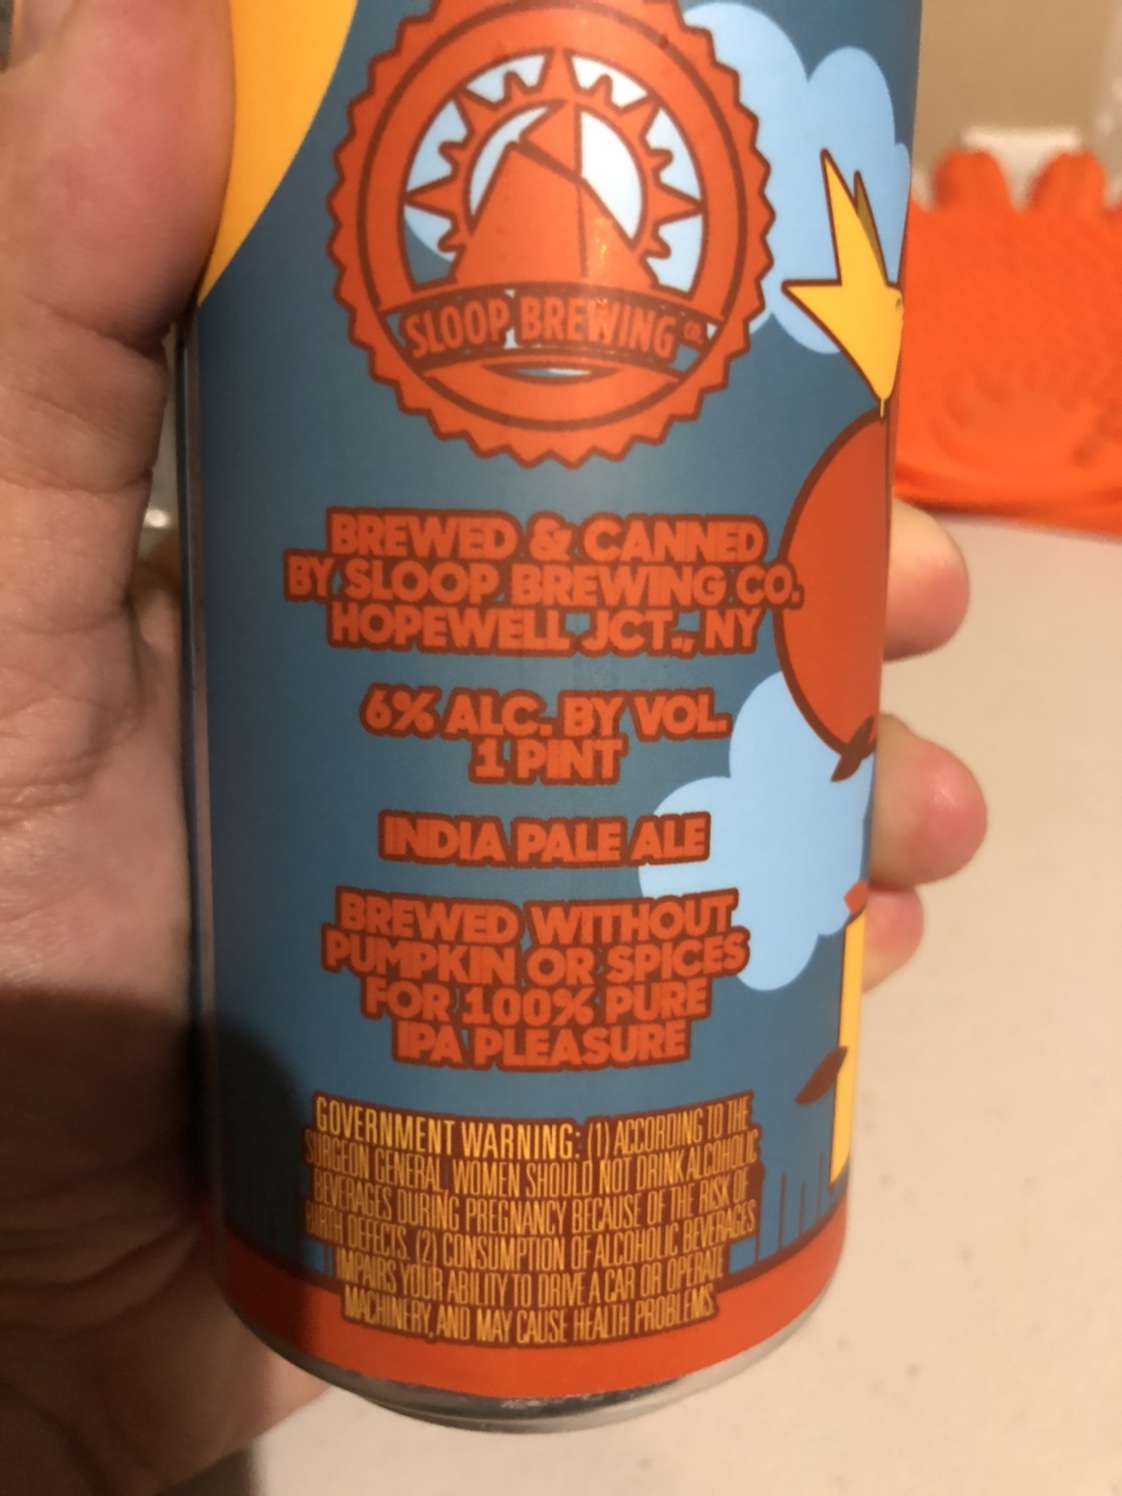 SLOOP BREWING CO.
BREWED & CANNED
BY SLOOP BREWING CO.
HOPEWELL JCT., NY
6% ALC. BY VOL.
1 PINT
INDIA PALE ALE
BREWED WITHOUT
PUMPKIN OR SPICES
FOR 100% PURE
IPA PLEASURE
GOVERNMENT WARNING: (1) ACCORDING TO THE
SURGEON GENERAL, WOMEN SHOULD NOT DRINK ALCOHOLIC
BEVERAGES DURING PREGNANCY BECAUSE OF THE RISK OF
BIRTH DEFECTS. (2) CONSUMPTION OF ALCOHOLIC BEVERAGES
IMPAIRS YOUR ABILITY TO DRIVE A CAR OR OPERATE
MACHINERY, AND MAY CAUSE HEALTH PROBLEMS.